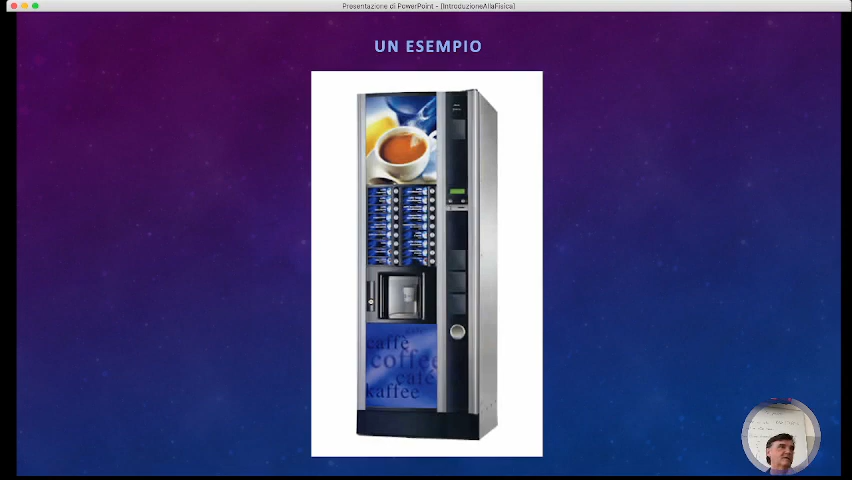 Presentazione di PowerPoint - [IntroduzioneAllaFisica]
UN ESEMPIO
caffè
coffee
café
kaffee